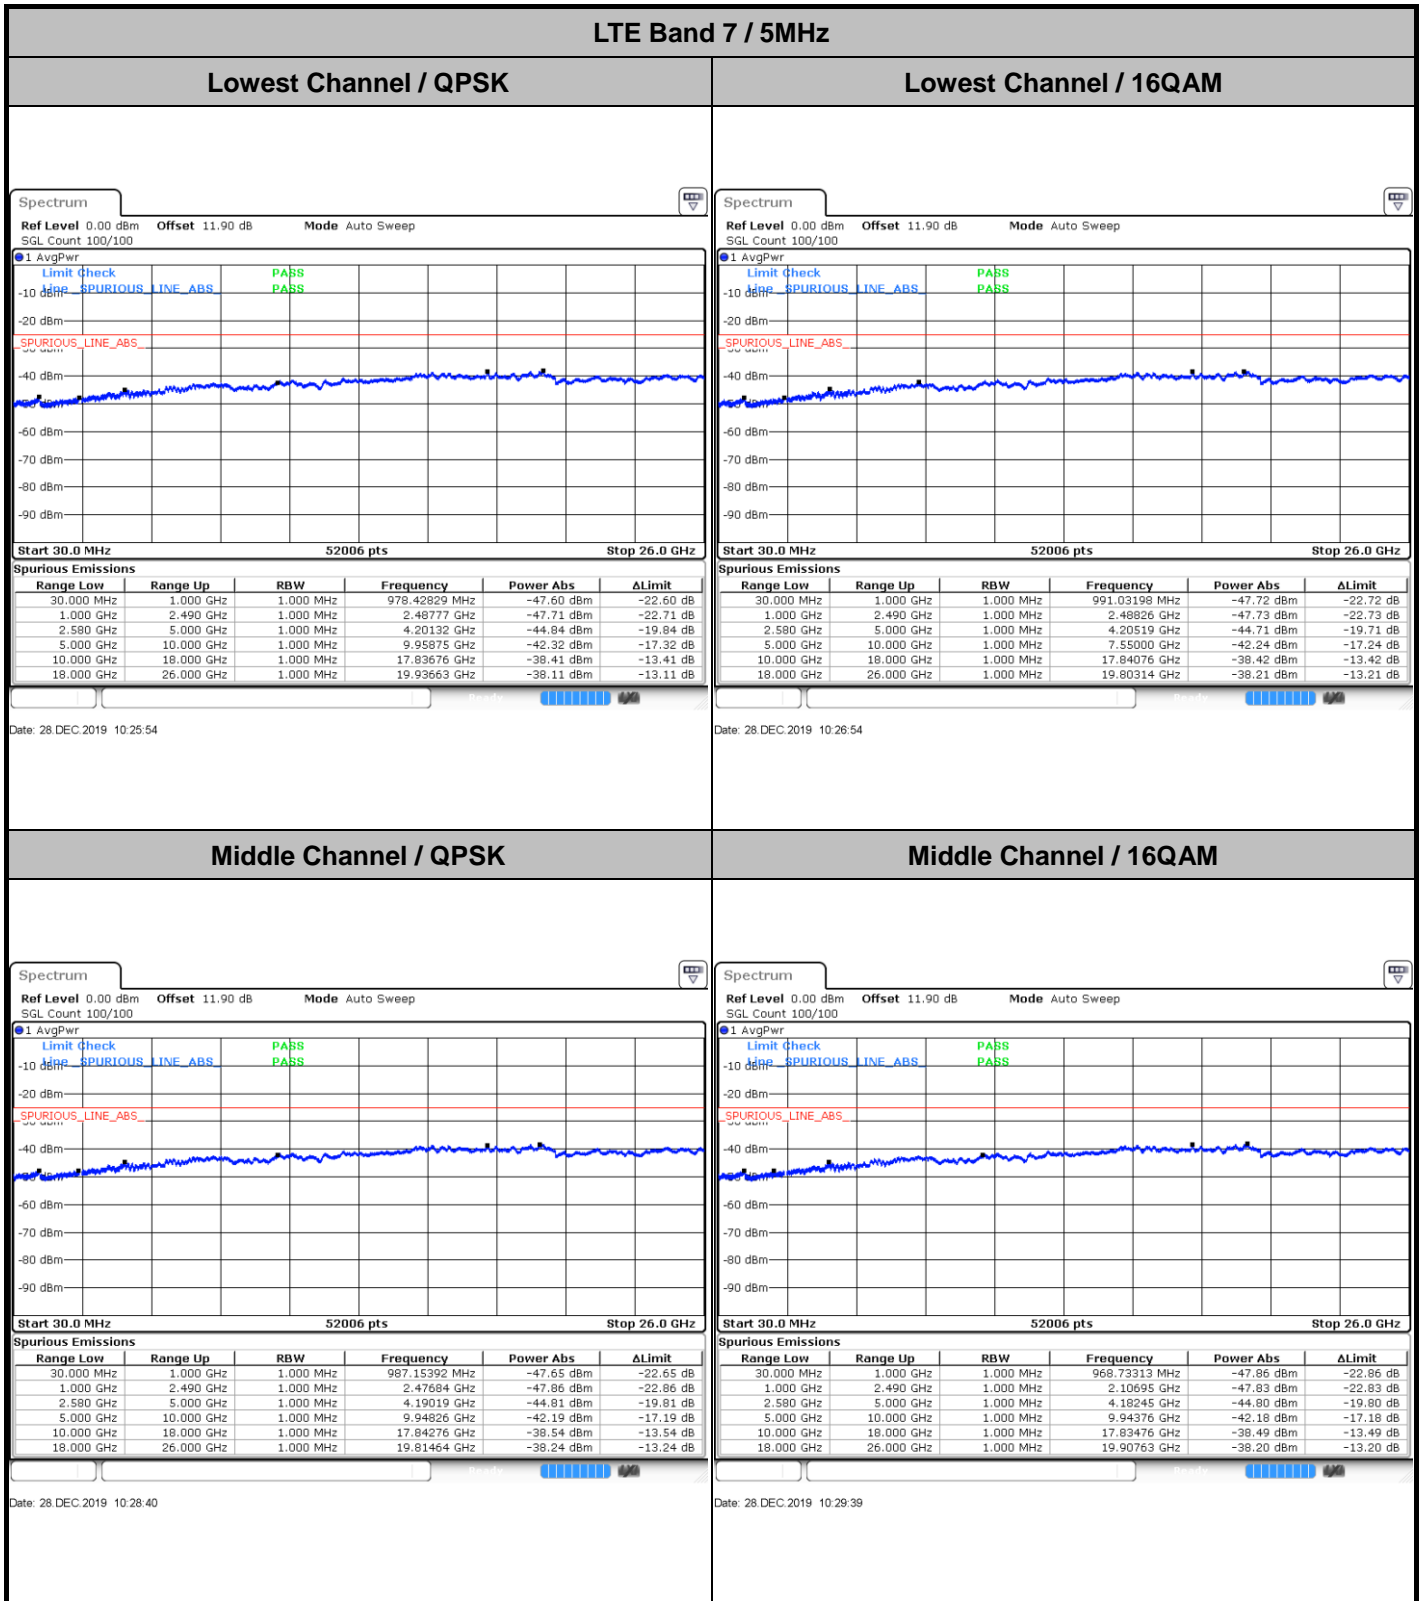 LTE Band 7 / 5MHz
Lowest Channel / QPSK
Lowest Channel / 16QAM
Spectrum
Ref Level 0.00 dBm Offset 11.90 dB Mode Auto Sweep
SGL Count 100/100
1 AvgPwr
Limit Check PASS
Line _SPURIOUS_LINE_ABS_ PASS
-10 dBm
-20 dBm
_SPURIOUS_LINE_ABS_
-40 dBm
-60 dBm
-70 dBm
-80 dBm
-90 dBm
Start 30.0 MHz 52006 pts Stop 26.0 GHz
Spurious Emissions
Range Low Range Up RBW Frequency Power Abs ΔLimit
30.000 MHz 1.000 GHz 1.000 MHz 978.42829 MHz -47.60 dBm -22.60 dB
1.000 GHz 2.490 GHz 1.000 MHz 2.48777 GHz -47.71 dBm -22.71 dB
2.580 GHz 5.000 GHz 1.000 MHz 4.20132 GHz -44.84 dBm -19.84 dB
5.000 GHz 10.000 GHz 1.000 MHz 9.95875 GHz -42.32 dBm -17.32 dB
10.000 GHz 18.000 GHz 1.000 MHz 17.83676 GHz -38.41 dBm -13.41 dB
18.000 GHz 26.000 GHz 1.000 MHz 19.93663 GHz -38.11 dBm -13.11 dB
Ready
Date: 28.DEC.2019 10:25:54
Spectrum
Ref Level 0.00 dBm Offset 11.90 dB Mode Auto Sweep
SGL Count 100/100
1 AvgPwr
Limit Check PASS
Line _SPURIOUS_LINE_ABS_ PASS
-10 dBm
-20 dBm
_SPURIOUS_LINE_ABS_
-40 dBm
-60 dBm
-70 dBm
-80 dBm
-90 dBm
Start 30.0 MHz 52006 pts Stop 26.0 GHz
Spurious Emissions
Range Low Range Up RBW Frequency Power Abs ΔLimit
30.000 MHz 1.000 GHz 1.000 MHz 991.03198 MHz -47.72 dBm -22.72 dB
1.000 GHz 2.490 GHz 1.000 MHz 2.48826 GHz -47.73 dBm -22.73 dB
2.580 GHz 5.000 GHz 1.000 MHz 4.20519 GHz -44.71 dBm -19.71 dB
5.000 GHz 10.000 GHz 1.000 MHz 7.55000 GHz -42.24 dBm -17.24 dB
10.000 GHz 18.000 GHz 1.000 MHz 17.84076 GHz -38.42 dBm -13.42 dB
18.000 GHz 26.000 GHz 1.000 MHz 19.80314 GHz -38.21 dBm -13.21 dB
Ready
Date: 28.DEC.2019 10:26:54
Middle Channel / QPSK
Middle Channel / 16QAM
Spectrum
Ref Level 0.00 dBm Offset 11.90 dB Mode Auto Sweep
SGL Count 100/100
1 AvgPwr
Limit Check PASS
Line _SPURIOUS_LINE_ABS_ PASS
-10 dBm
-20 dBm
_SPURIOUS_LINE_ABS_
-40 dBm
-60 dBm
-70 dBm
-80 dBm
-90 dBm
Start 30.0 MHz 52006 pts Stop 26.0 GHz
Spurious Emissions
Range Low Range Up RBW Frequency Power Abs ΔLimit
30.000 MHz 1.000 GHz 1.000 MHz 987.15392 MHz -47.65 dBm -22.65 dB
1.000 GHz 2.490 GHz 1.000 MHz 2.47684 GHz -47.86 dBm -22.86 dB
2.580 GHz 5.000 GHz 1.000 MHz 4.19019 GHz -44.81 dBm -19.81 dB
5.000 GHz 10.000 GHz 1.000 MHz 9.94826 GHz -42.19 dBm -17.19 dB
10.000 GHz 18.000 GHz 1.000 MHz 17.84276 GHz -38.54 dBm -13.54 dB
18.000 GHz 26.000 GHz 1.000 MHz 19.81464 GHz -38.24 dBm -13.24 dB
Ready
Date: 28.DEC.2019 10:28:40
Spectrum
Ref Level 0.00 dBm Offset 11.90 dB Mode Auto Sweep
SGL Count 100/100
1 AvgPwr
Limit Check PASS
Line _SPURIOUS_LINE_ABS_ PASS
-10 dBm
-20 dBm
_SPURIOUS_LINE_ABS_
-40 dBm
-60 dBm
-70 dBm
-80 dBm
-90 dBm
Start 30.0 MHz 52006 pts Stop 26.0 GHz
Spurious Emissions
Range Low Range Up RBW Frequency Power Abs ΔLimit
30.000 MHz 1.000 GHz 1.000 MHz 968.73313 MHz -47.86 dBm -22.86 dB
1.000 GHz 2.490 GHz 1.000 MHz 2.10695 GHz -47.83 dBm -22.83 dB
2.580 GHz 5.000 GHz 1.000 MHz 4.18245 GHz -44.80 dBm -19.80 dB
5.000 GHz 10.000 GHz 1.000 MHz 9.94376 GHz -42.18 dBm -17.18 dB
10.000 GHz 18.000 GHz 1.000 MHz 17.83476 GHz -38.49 dBm -13.49 dB
18.000 GHz 26.000 GHz 1.000 MHz 19.90763 GHz -38.20 dBm -13.20 dB
Ready
Date: 28.DEC.2019 10:29:39